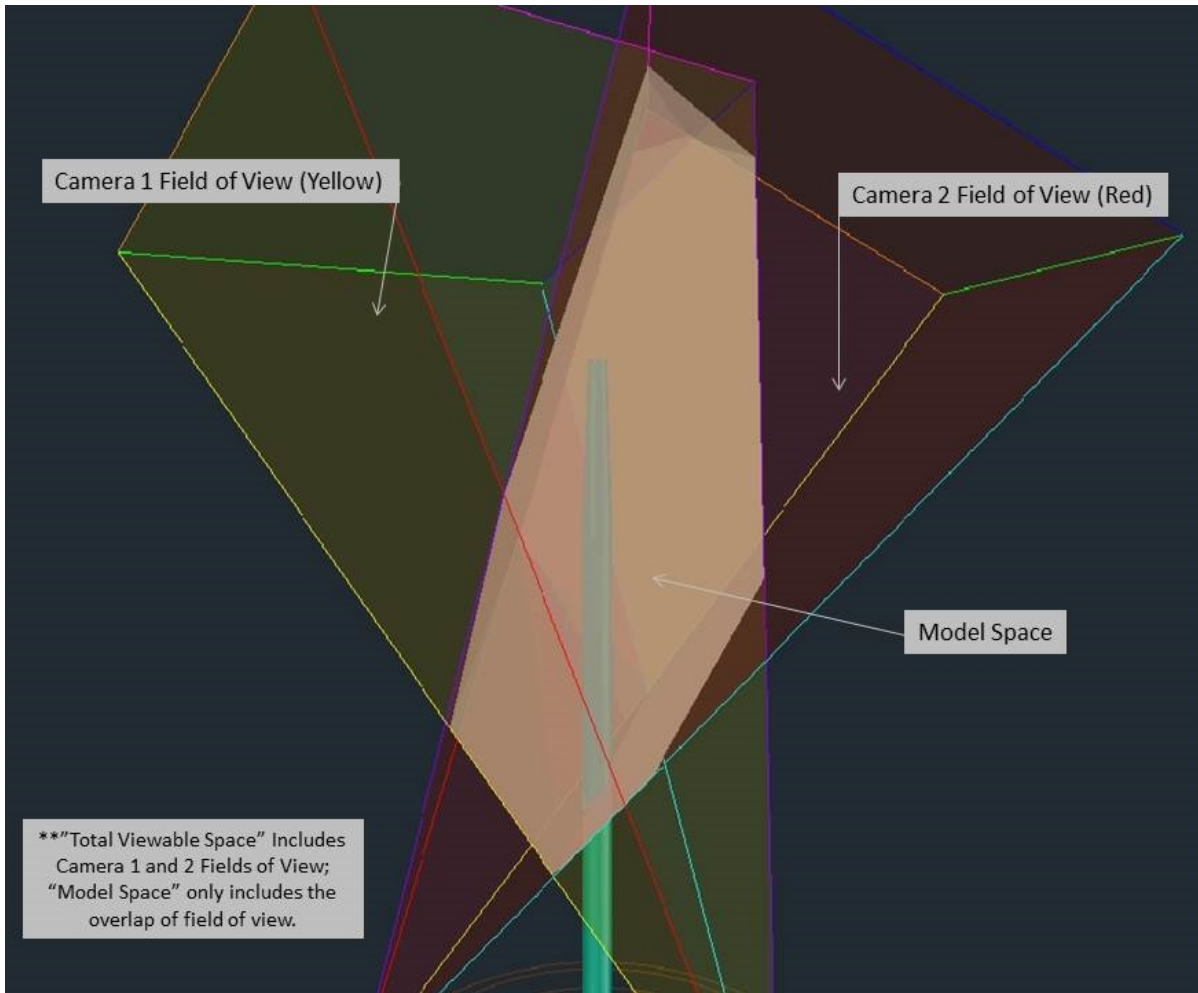 Camera 1 Field of View (Yellow)
Camera 2 Field of View (Red)
Model Space
**”Total Viewable Space” Includes
Camera 1 and 2 Fields of View;
“Model Space” only includes the
overlap of field of view.